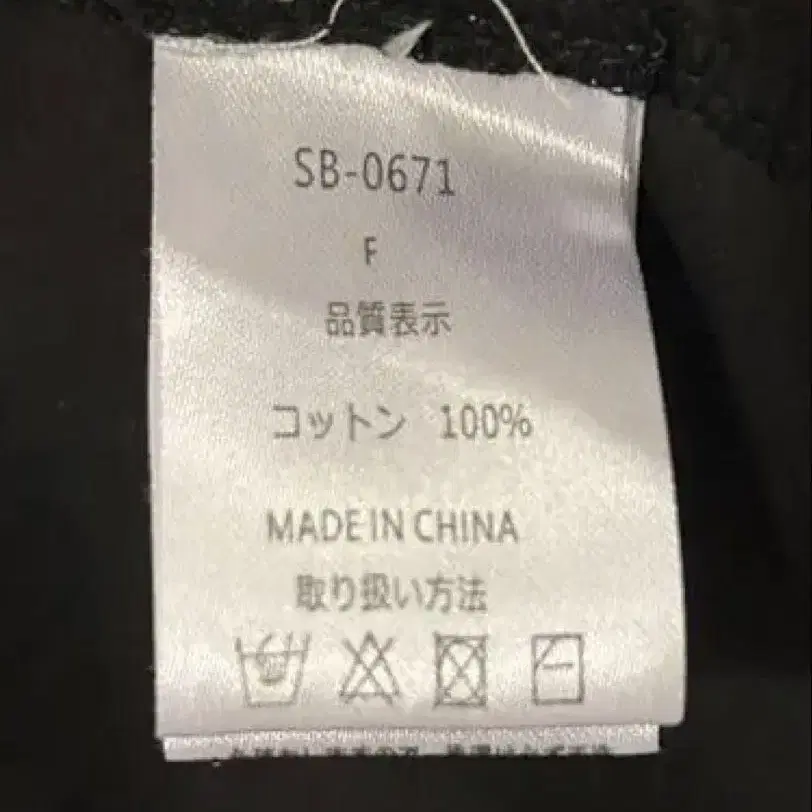 SB-0671
F
品質表示
コットン 100%
MADE IN CHINA
取り扱い方法